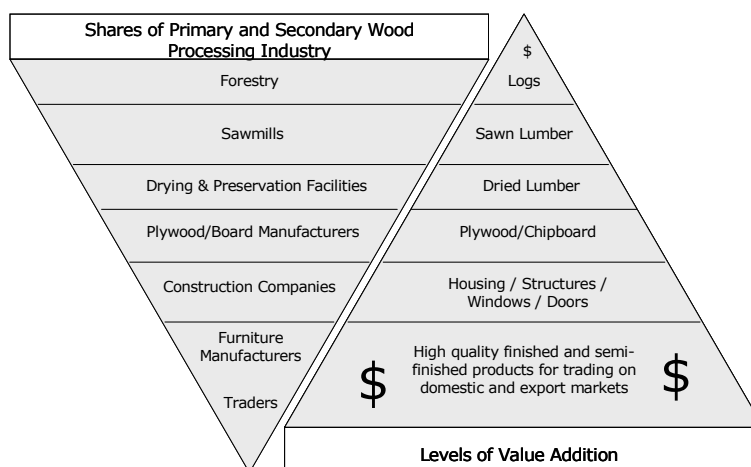 Shares of Primary and Secondary Wood
Processing Industry
Forestry
Sawmills
Drying & Preservation Facilities
Plywood/Board Manufacturers
Construction Companies
Furniture
Manufacturers
Traders
$
Logs
Sawn Lumber
Dried Lumber
Plywood/Chipboard
Housing / Structures /
Windows / Doors
$
High quality finished and semi-
finished products for trading on
domestic and export markets
$
Levels of Value Addition